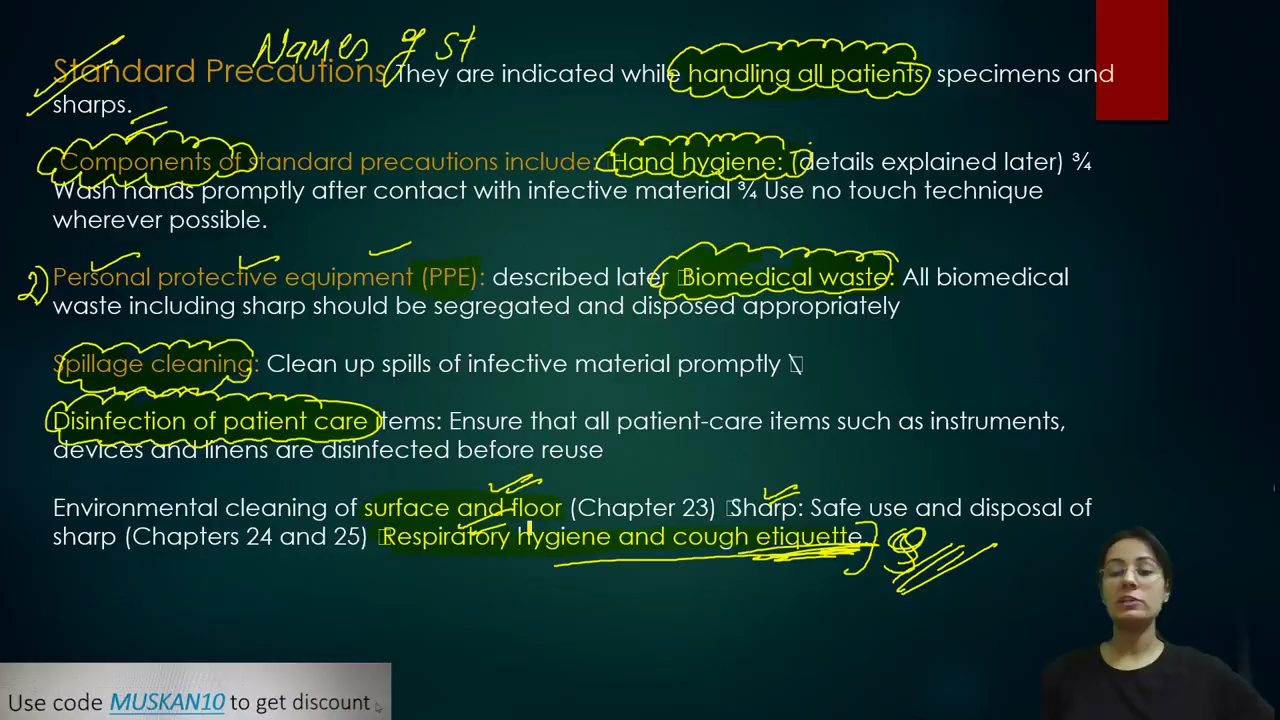 Names of st
Standard Precautions They are indicated while handling all patients specimens and
sharps.
Components of standard precautions include: Hand hygiene: (details explained later) ¾
Wash hands promptly after contact with infective material ¾ Use no touch technique
wherever possible.
2) Personal protective equipment (PPE): described later Biomedical waste: All biomedical
waste including sharp should be segregated and disposed appropriately
Spillage cleaning: Clean up spills of infective material promptly \
Disinfection of patient care items: Ensure that all patient-care items such as instruments,
devices and linens are disinfected before reuse
Environmental cleaning of surface and floor (Chapter 23) Sharp: Safe use and disposal of
sharp (Chapters 24 and 25) Respiratory hygiene and cough etiquette.
Use code MUSKAN10 to get discount